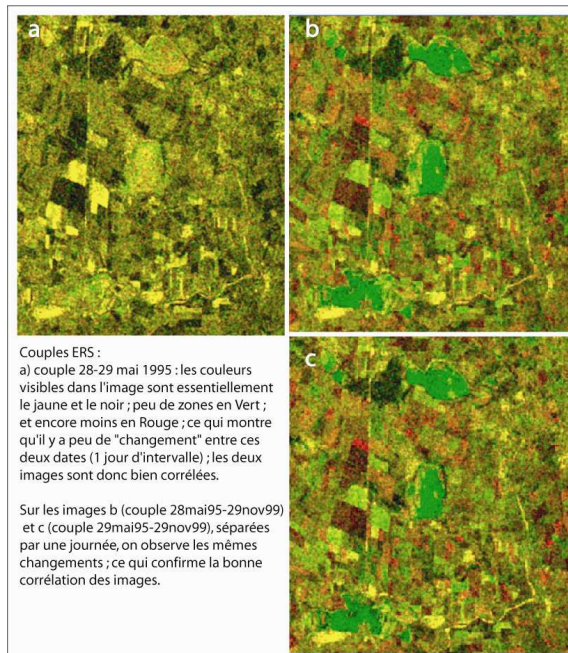 a
b
c
Couples ERS :
a) couple 28-29 mai 1995 : les couleurs
visibles dans l'image sont essentiellement
le jaune et le noir ; peu de zones en Vert ;
et encore moins en Rouge ; ce qui montre
qu'il y a peu de "changement" entre ces
deux dates (1 jour d'intervalle) ; les deux
images sont donc bien corrélées.
Sur les images b (couple 28mai95-29nov99)
et c (couple 29mai95-29nov99), séparées
par une journée, on observe les mêmes
changements ; ce qui confirme la bonne
corrélation des images.